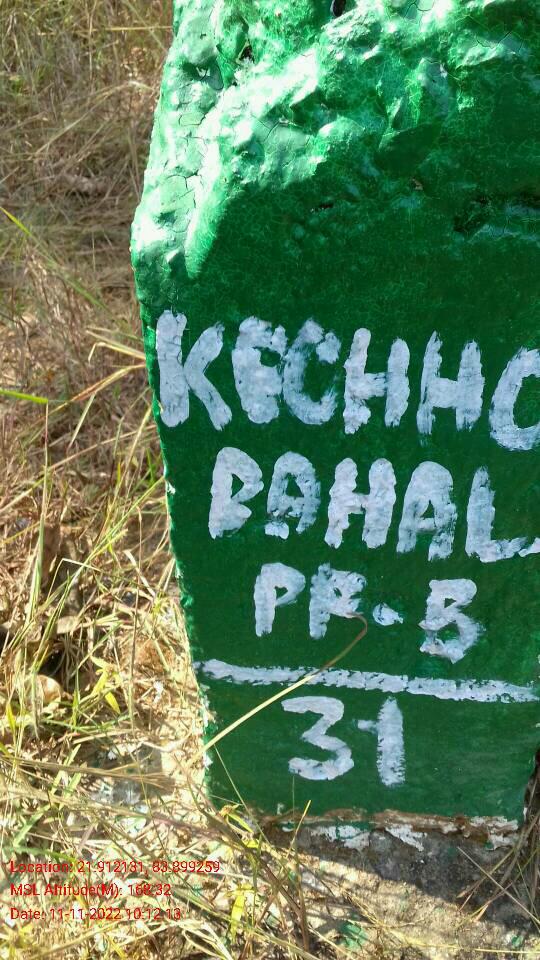 KECHHO
BAHAL
PR. B
31
Location: 21.912181, 83.899259
MSL Altitude(M): 168.32
Date: 11-11-2022 10:12:13